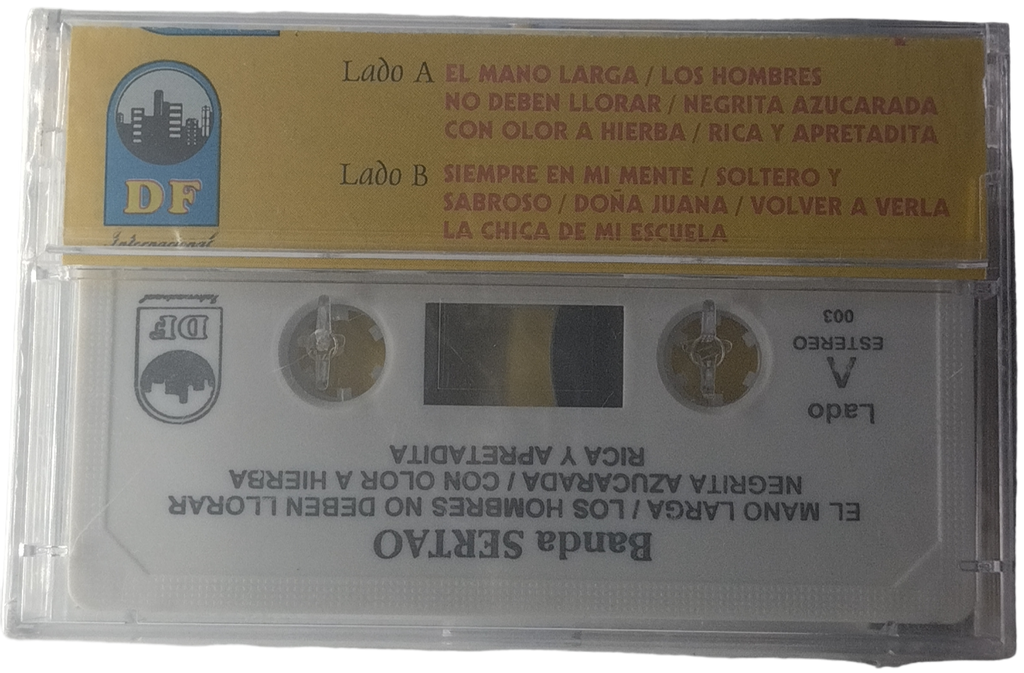 Lado A EL MANO LARGA / LOS HOMBRES
NO DEBEN LLORAR / NEGRITA AZUCARADA
CON OLOR A HIERBA / RICA Y APRETADITA
Lado B SIEMPRE EN MI MENTE / SOLTERO Y
SABROSO / DOÑA JUANA / VOLVER A VERLA
LA CHICA DE MI ESCUELA
DF
Internacional
Banda SERTAO
EL MANO LARGA / LOS HOMBRES NO DEBEN LLORAR
NEGRITA AZUCARADA / CON OLOR A HIERBA
RICA Y APRETADITA
Lado
A
ESTEREO
003
DF
Internacional